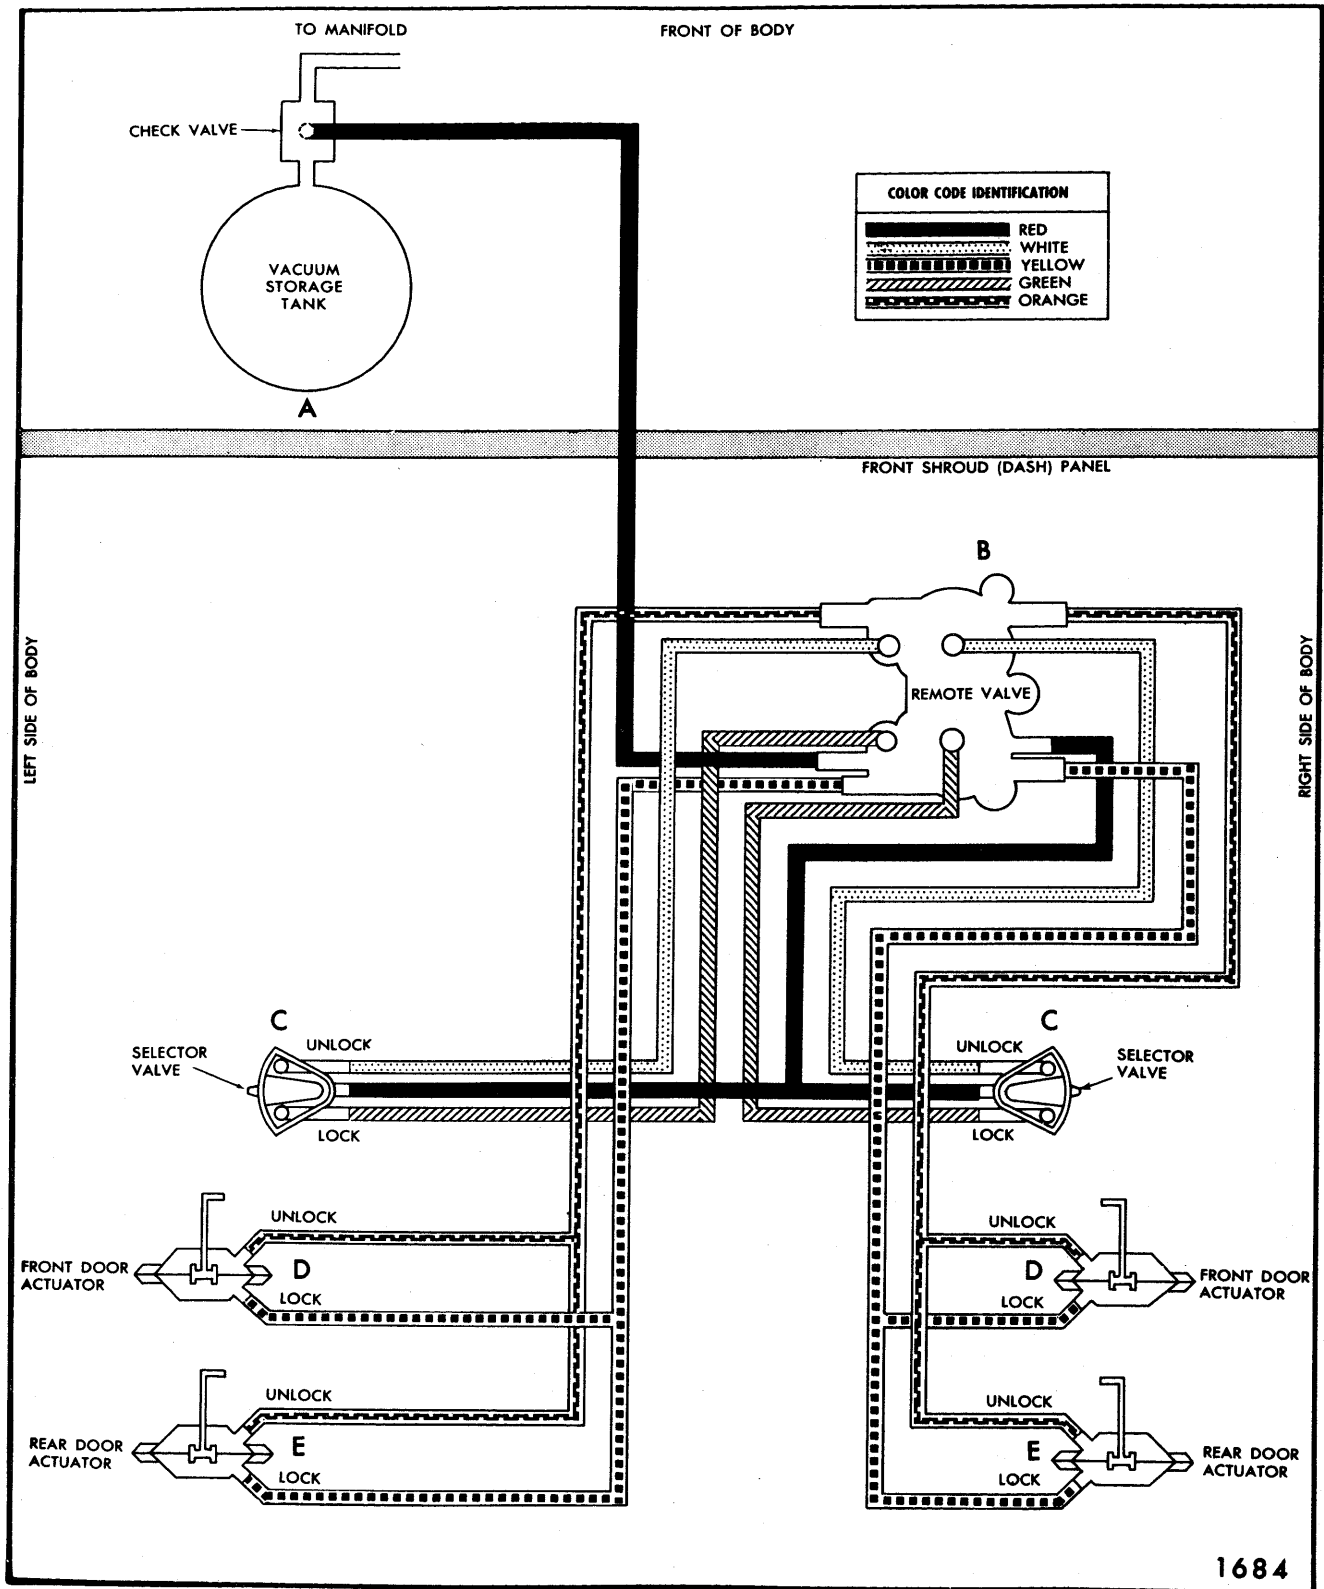 TO MANIFOLD
FRONT OF BODY
CHECK VALVE
COLOR CODE IDENTIFICATION
RED
WHITE
YELLOW
GREEN
ORANGE
VACUUM
STORAGE
TANK
A
FRONT SHROUD (DASH) PANEL
B
LEFT SIDE OF BODY
RIGHT SIDE OF BODY
REMOTE VALVE
C
UNLOCK
SELECTOR
VALVE
LOCK
C
UNLOCK
SELECTOR
VALVE
LOCK
UNLOCK
FRONT DOOR
ACTUATOR
D
LOCK
UNLOCK
D
FRONT DOOR
ACTUATOR
LOCK
UNLOCK
REAR DOOR
ACTUATOR
E
LOCK
UNLOCK
E
REAR DOOR
ACTUATOR
LOCK
1684